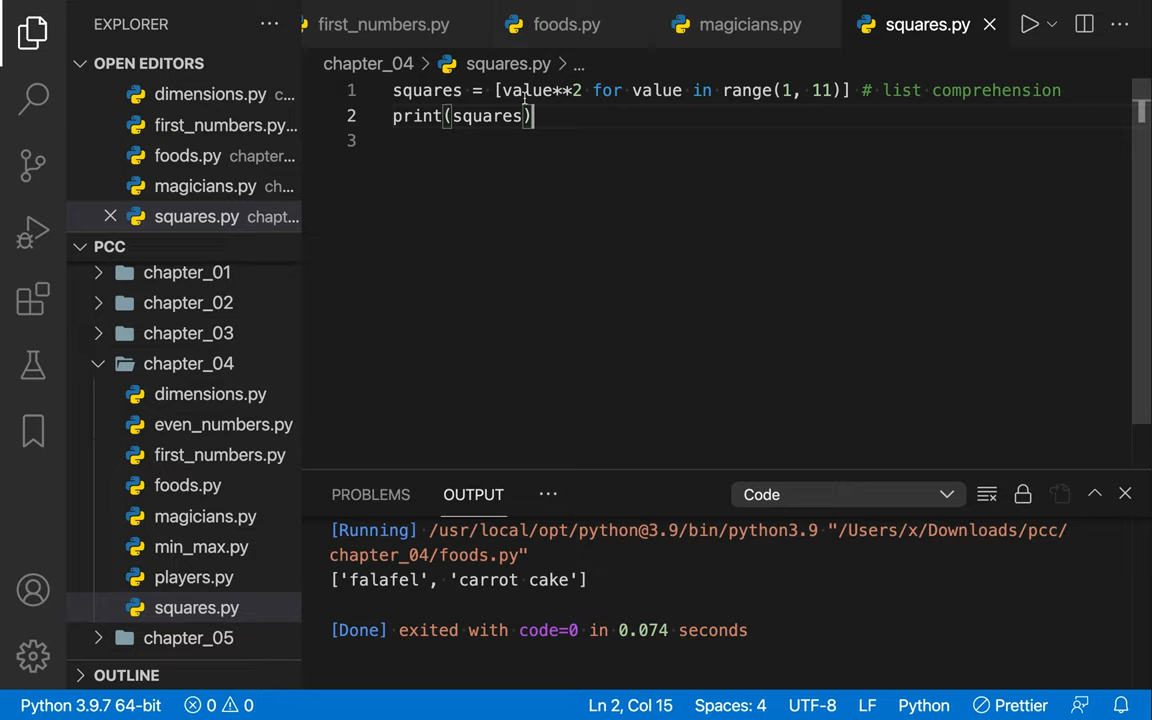 EXPLORER
first_numbers.py
foods.py
magicians.py
squares.py
OPEN EDITORS
dimensions.py c...
first_numbers.py...
foods.py chapter...
magicians.py ch...
squares.py chapt...
PCC
chapter_01
chapter_02
chapter_03
chapter_04
dimensions.py
even_numbers.py
first_numbers.py
foods.py
magicians.py
min_max.py
players.py
squares.py
chapter_05
OUTLINE
chapter_04 > squares.py > ...
1 squares = [value**2 for value in range(1, 11)] # list comprehension
2 print(squares)
3
PROBLEMS OUTPUT ... Code
[Running] /usr/local/opt/python@3.9/bin/python3.9 "/Users/x/Downloads/pcc/
chapter_04/foods.py"
['falafel', 'carrot cake']
[Done] exited with code=0 in 0.074 seconds
Python 3.9.7 64-bit 0 0 Ln 2, Col 15 Spaces: 4 UTF-8 LF Python Prettier